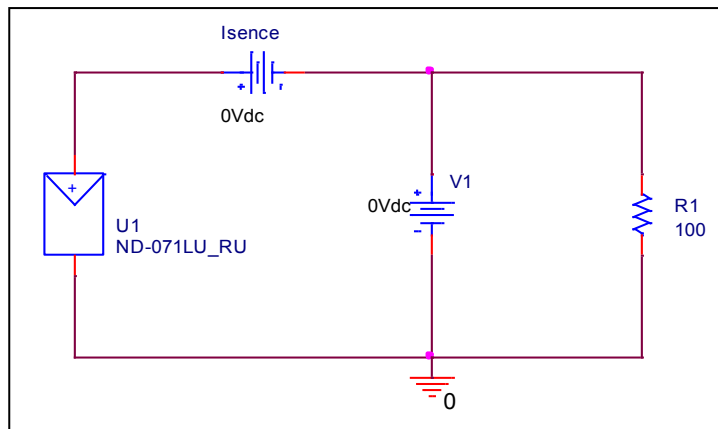 Isence
0Vdc
U1
ND-071LU_RU
0Vdc
V1
R1
100
0